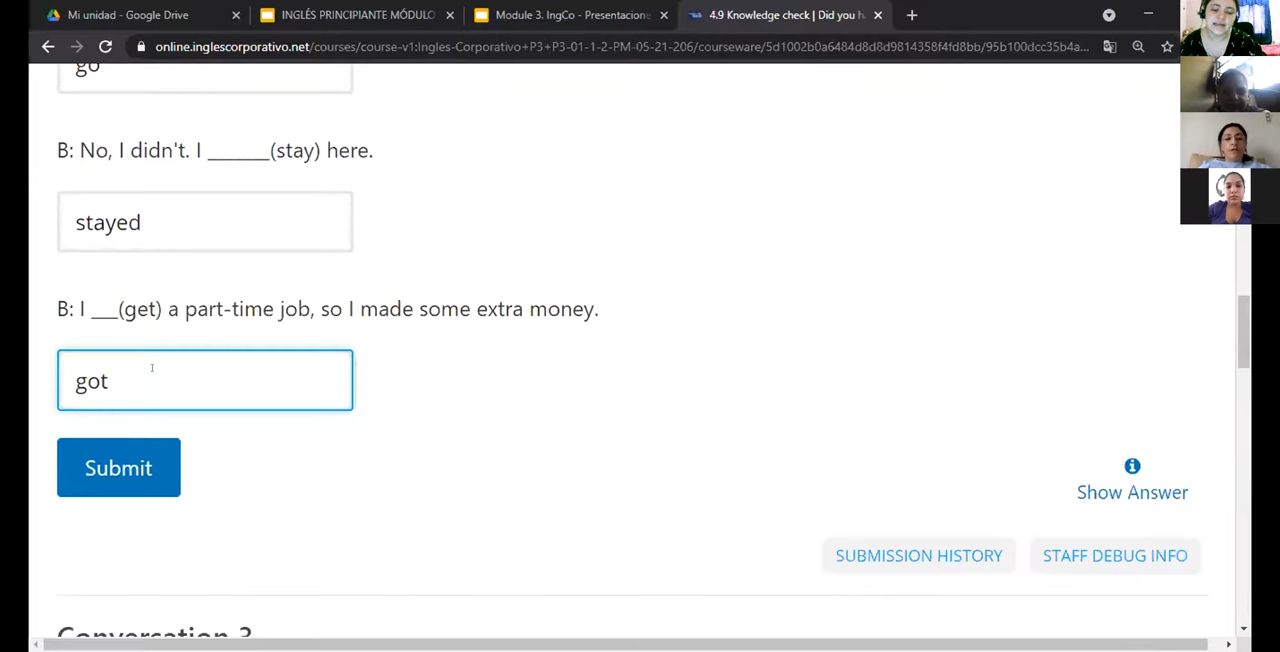 Mi unidad - Google Drive
INGLÉS PRINCIPIANTE MÓDULO
Module 3. IngCo - Presentacione
4.9 Knowledge check | Did you h
online.inglescorporativo.net/courses/course-v1:Ingles-Corporativo+P3+P3-01-1-2-PM-05-21-206/courseware/5d1002b0a6484d8d8d9814358f4fd8bb/95b100dcc35b4a...
go
B: No, I didn't. I ______(stay) here.
stayed
B: I ___(get) a part-time job, so I made some extra money.
got
Submit
Show Answer
SUBMISSION HISTORY
STAFF DEBUG INFO
Conversation 3